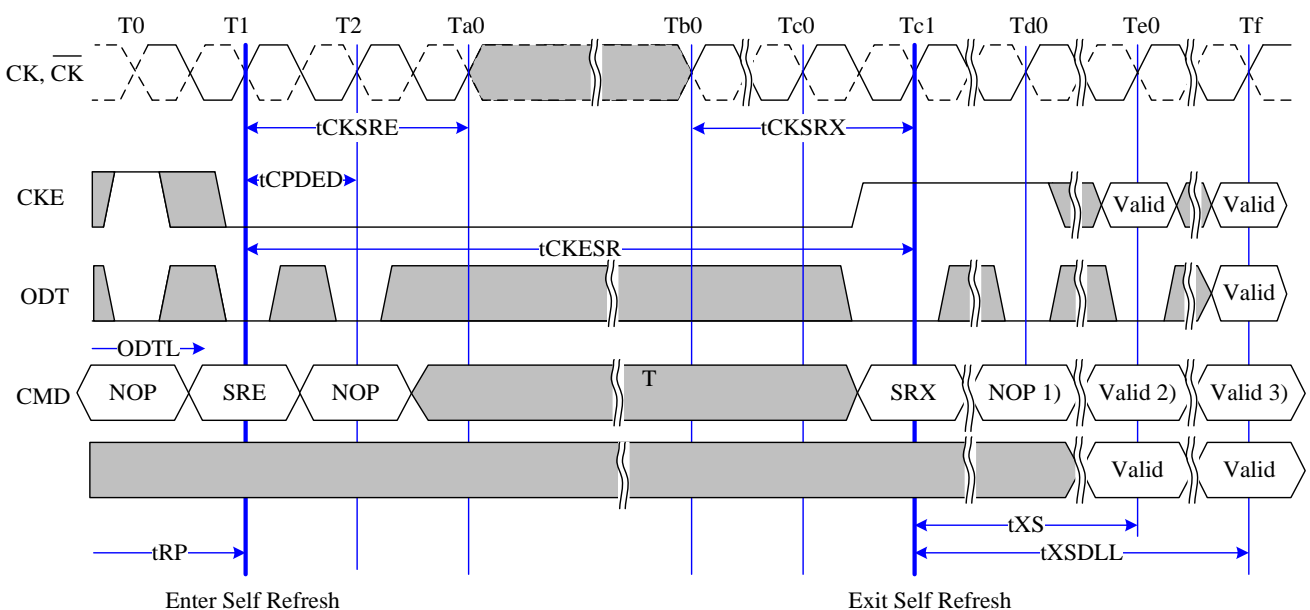 T0 T1 T2 Ta0 Tb0 Tc0 Tc1 Td0 Te0 Tf
CK, CK
tCKSRE tCKSRX
tCPDED
CKE Valid Valid
tCKESR
ODT Valid
ODTL
T
CMD NOP SRE NOP SRX NOP 1) Valid 2) Valid 3)
Valid Valid
tXS
tRP tXSDLL
Enter Self Refresh Exit Self Refresh